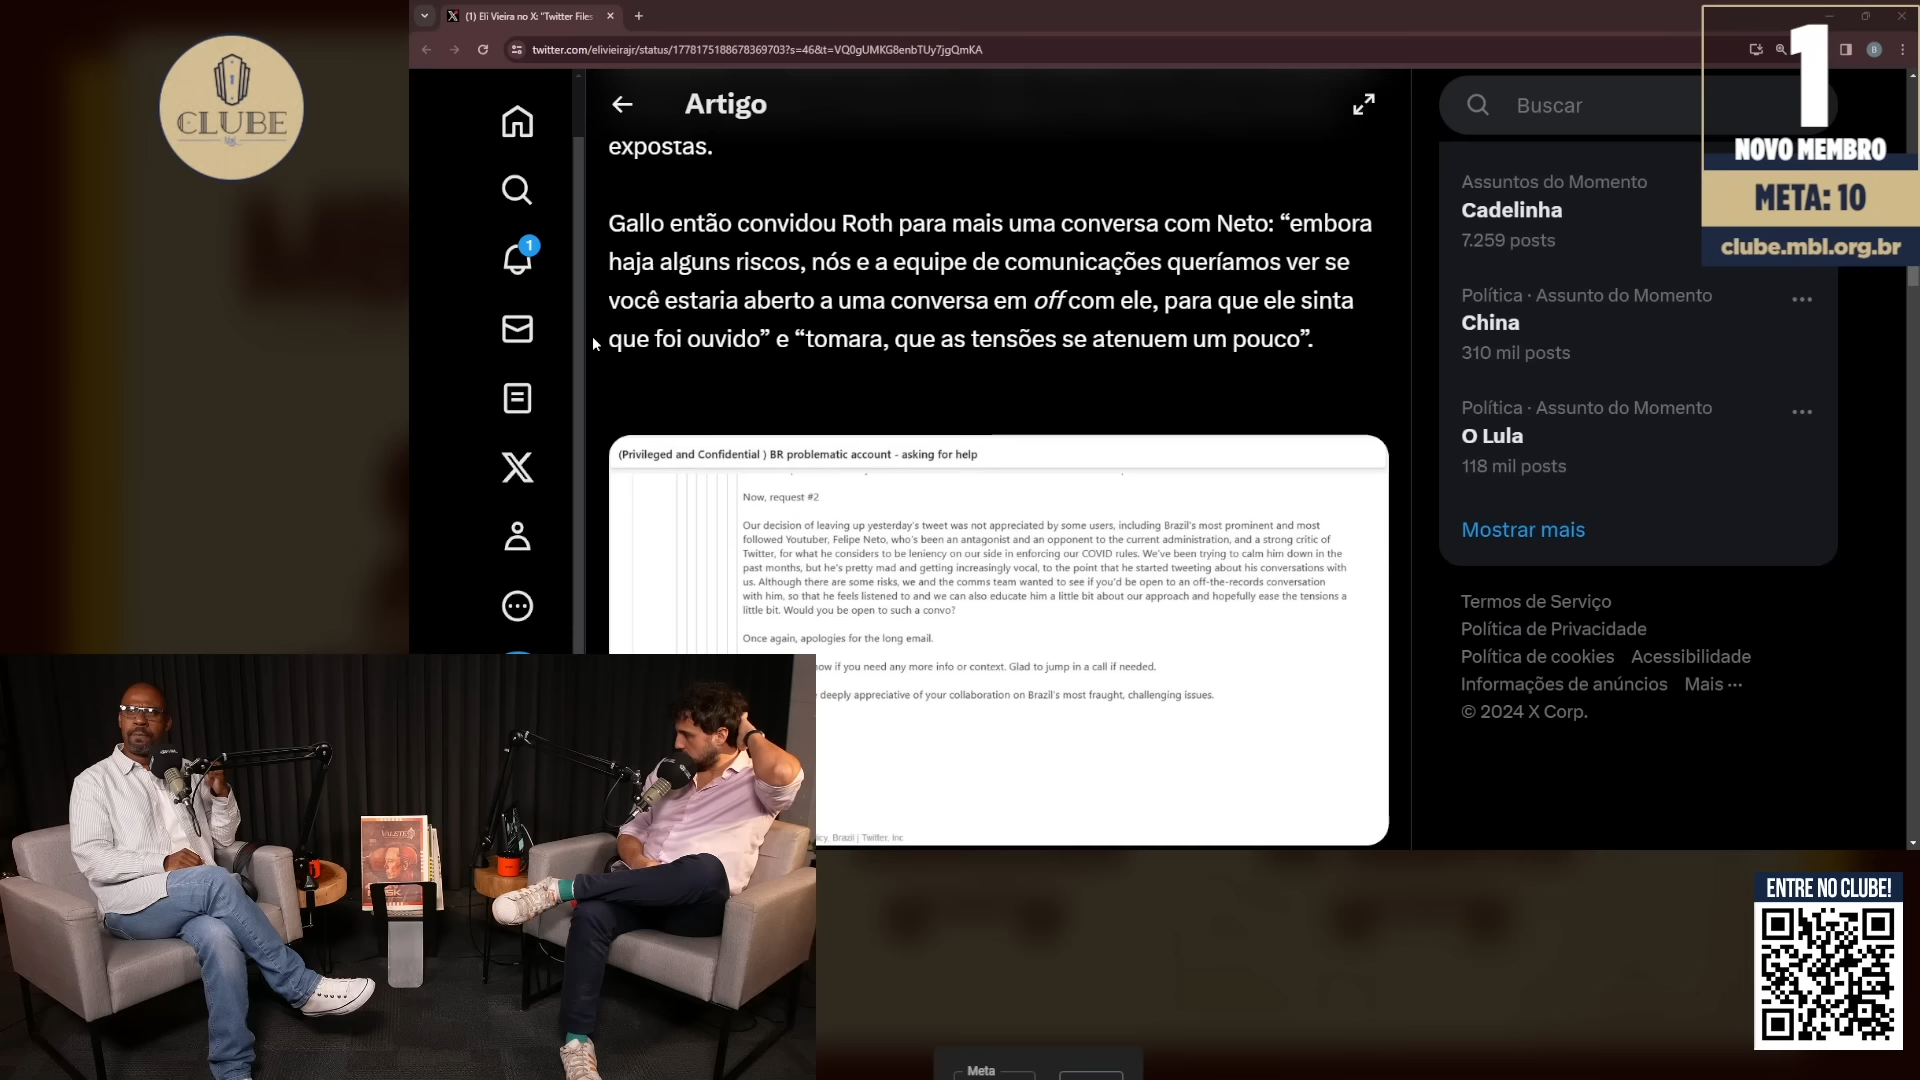 CLUBE
(1) Eli Vieira no X: "Twitter Files
twitter.com/elivieirajr/status/1778175188678369703?s=46&t=VQ0gUMKG8enbTUy7jgQmKA
B
Artigo
expostas.
Gallo então convidou Roth para mais uma conversa com Neto: “embora
haja alguns riscos, nós e a equipe de comunicações queríamos ver se
você estaria aberto a uma conversa em off com ele, para que ele sinta
que foi ouvido” e “tomara, que as tensões se atenuem um pouco”.
1
(Privileged and Confidential ) BR problematic account - asking for help
Now, request #2
Our decision of leaving up yesterday's tweet was not appreciated by some users, including Brazil's most prominent and most
followed Youtuber, Felipe Neto, who's been an antagonist and an opponent to the current administration, and a strong critic of
Twitter, for what he considers to be leniency on our side in enforcing our COVID rules. We've been trying to calm him down in the
past months, but he's pretty mad and getting increasingly vocal, to the point that he started tweeting about his conversations with
us. Although there are some risks, we and the comms team wanted to see if you'd be open to an off-the-records conversation
with him, so that he feels listened to and we can also educate him a little bit about our approach and hopefully ease the tensions a
little bit. Would you be open to such a convo?
Once again, apologies for the long email.
now if you need any more info or context. Glad to jump in a call if needed.
deeply appreciative of your collaboration on Brazil's most fraught, challenging issues.
icy, Brazil | Twitter, Inc
Buscar
Assuntos do Momento
Cadelinha
7.259 posts
Política · Assunto do Momento
China
310 mil posts
Política · Assunto do Momento
O Lula
118 mil posts
Mostrar mais
Termos de Serviço
Política de Privacidade
Política de cookies Acessibilidade
Informações de anúncios Mais
© 2024 X Corp.
1
NOVO MEMBRO
META: 10
clube.mbl.org.br
VALETE
ENTRE NO CLUBE!
Meta